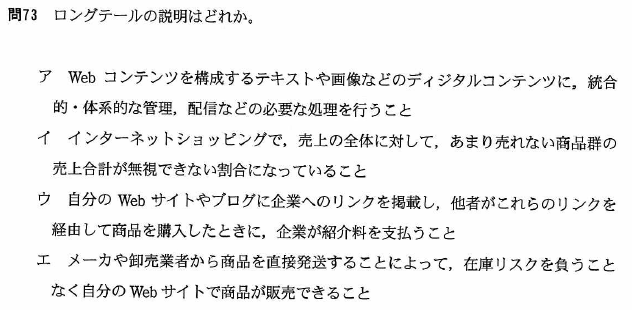 問73 ロングテールの説明はどれか。
ア Web コンテンツを構成するテキストや画像などのディジタルコンテンツに，統合
的・体系的な管理，配信などの必要な処理を行うこと
イ インターネットショッピングで，売上の全体に対して，あまり売れない商品群の
売上合計が無視できない割合になっていること
ウ 自分の Web サイトやブログに企業へのリンクを掲載し，他者がこれらのリンクを
経由して商品を購入したときに，企業が紹介料を支払うこと
エ メーカや卸売業者から商品を直接発送することによって，在庫リスクを負うこと
なく自分の Web サイトで商品が販売できること